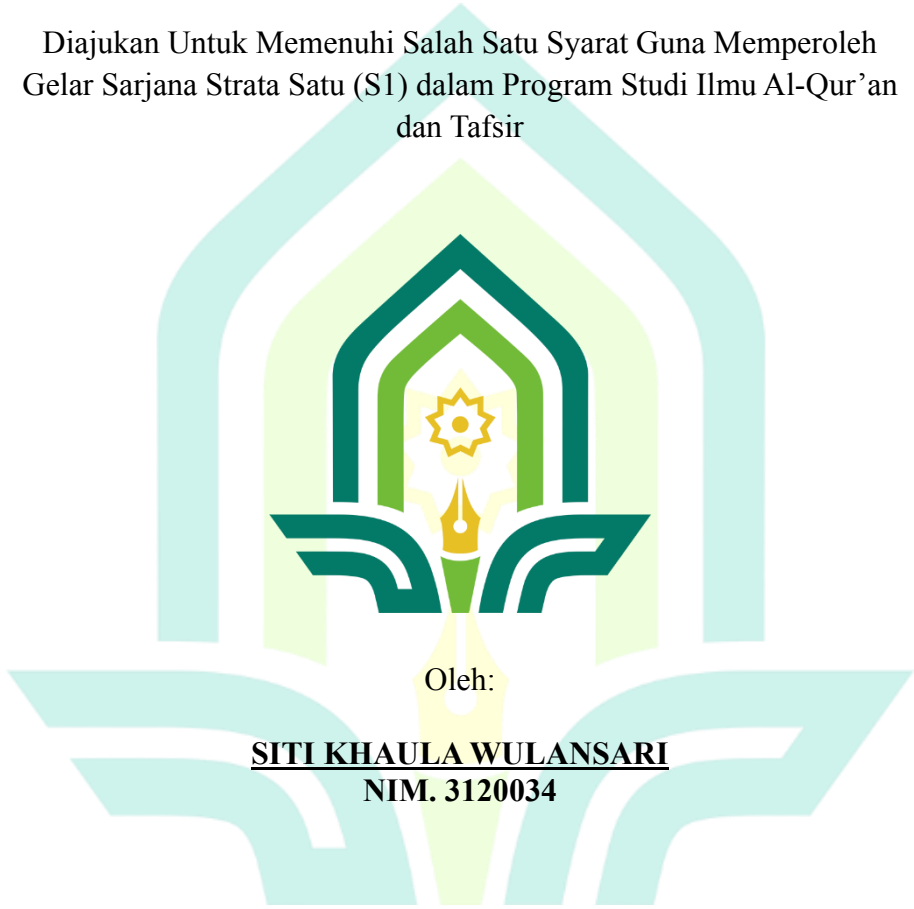 Diajukan Untuk Memenuhi Salah Satu Syarat Guna Memperoleh
Gelar Sarjana Strata Satu (S1) dalam Program Studi Ilmu Al-Qur’an
dan Tafsir
Oleh:
SITI KHAULA WULANSARI
NIM. 3120034